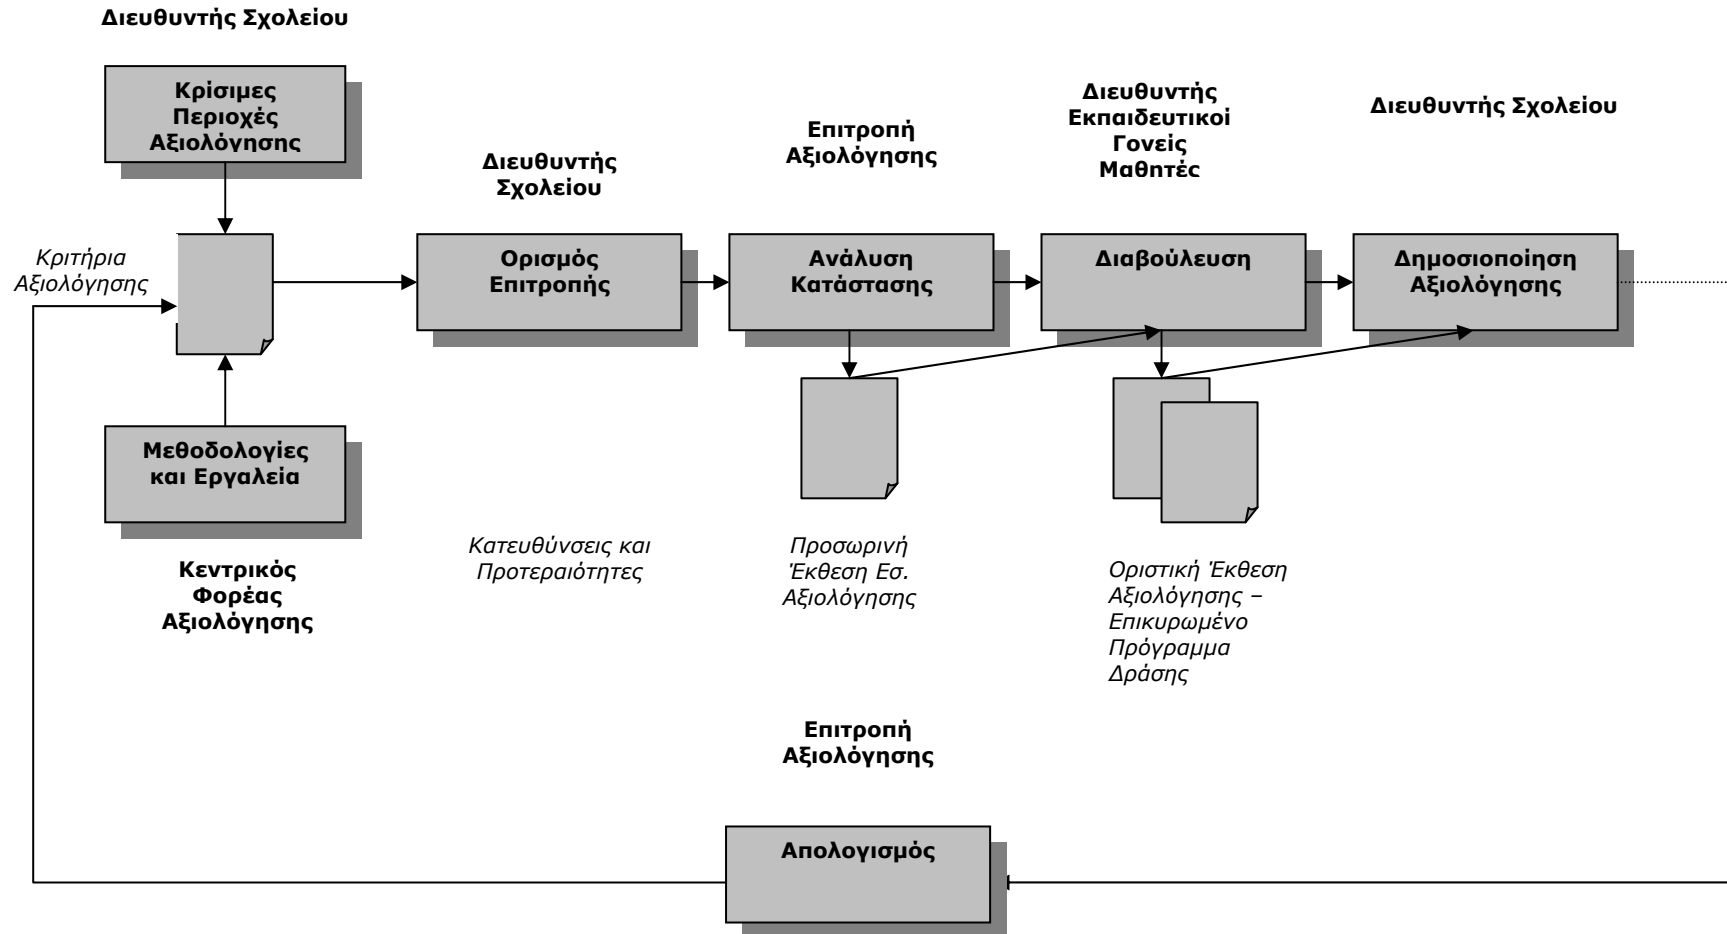 Διευθυντής Σχολείου
Κρίσιμες
Περιοχές
Αξιολόγησης
Κριτήρια
Αξιολόγησης
Μεθοδολογίες
και Εργαλεία
Κεντρικός
Φορέας
Αξιολόγησης
Διευθυντής
Σχολείου
Ορισμός
Επιτροπής
Κατευθύνσεις και
Προτεραιότητες
Επιτροπή
Αξιολόγησης
Ανάλυση
Κατάστασης
Προσωρινή
Έκθεση Εσ.
Αξιολόγησης
Διευθυντής
Εκπαιδευτικοί
Γονείς
Μαθητές
Διαβούλευση
Οριστική Έκθεση
Αξιολόγησης –
Επικυρωμένο
Πρόγραμμα
Δράσης
Διευθυντής Σχολείου
Δημοσιοποίηση
Αξιολόγησης
Επιτροπή
Αξιολόγησης
Απολογισμός